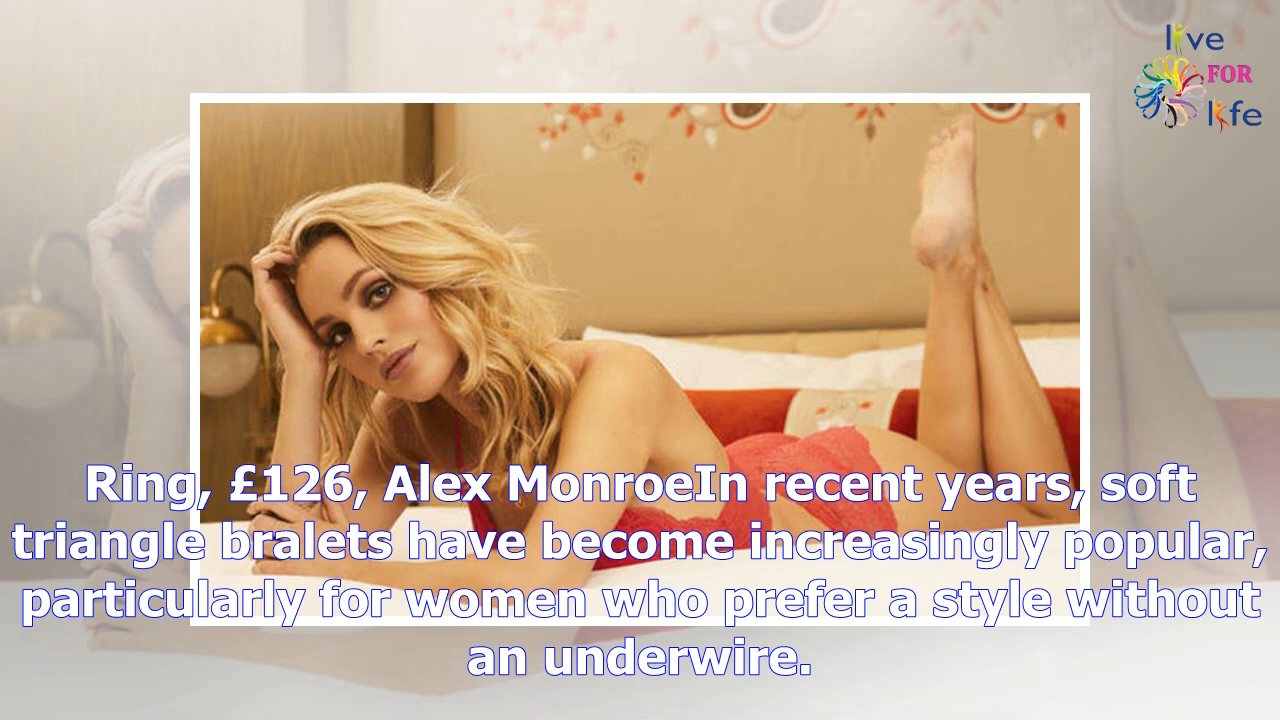 live
FOR
life
Ring, £126, Alex MonroeIn recent years, soft
triangle bralets have become increasingly popular,
particularly for women who prefer a style without
an underwire.